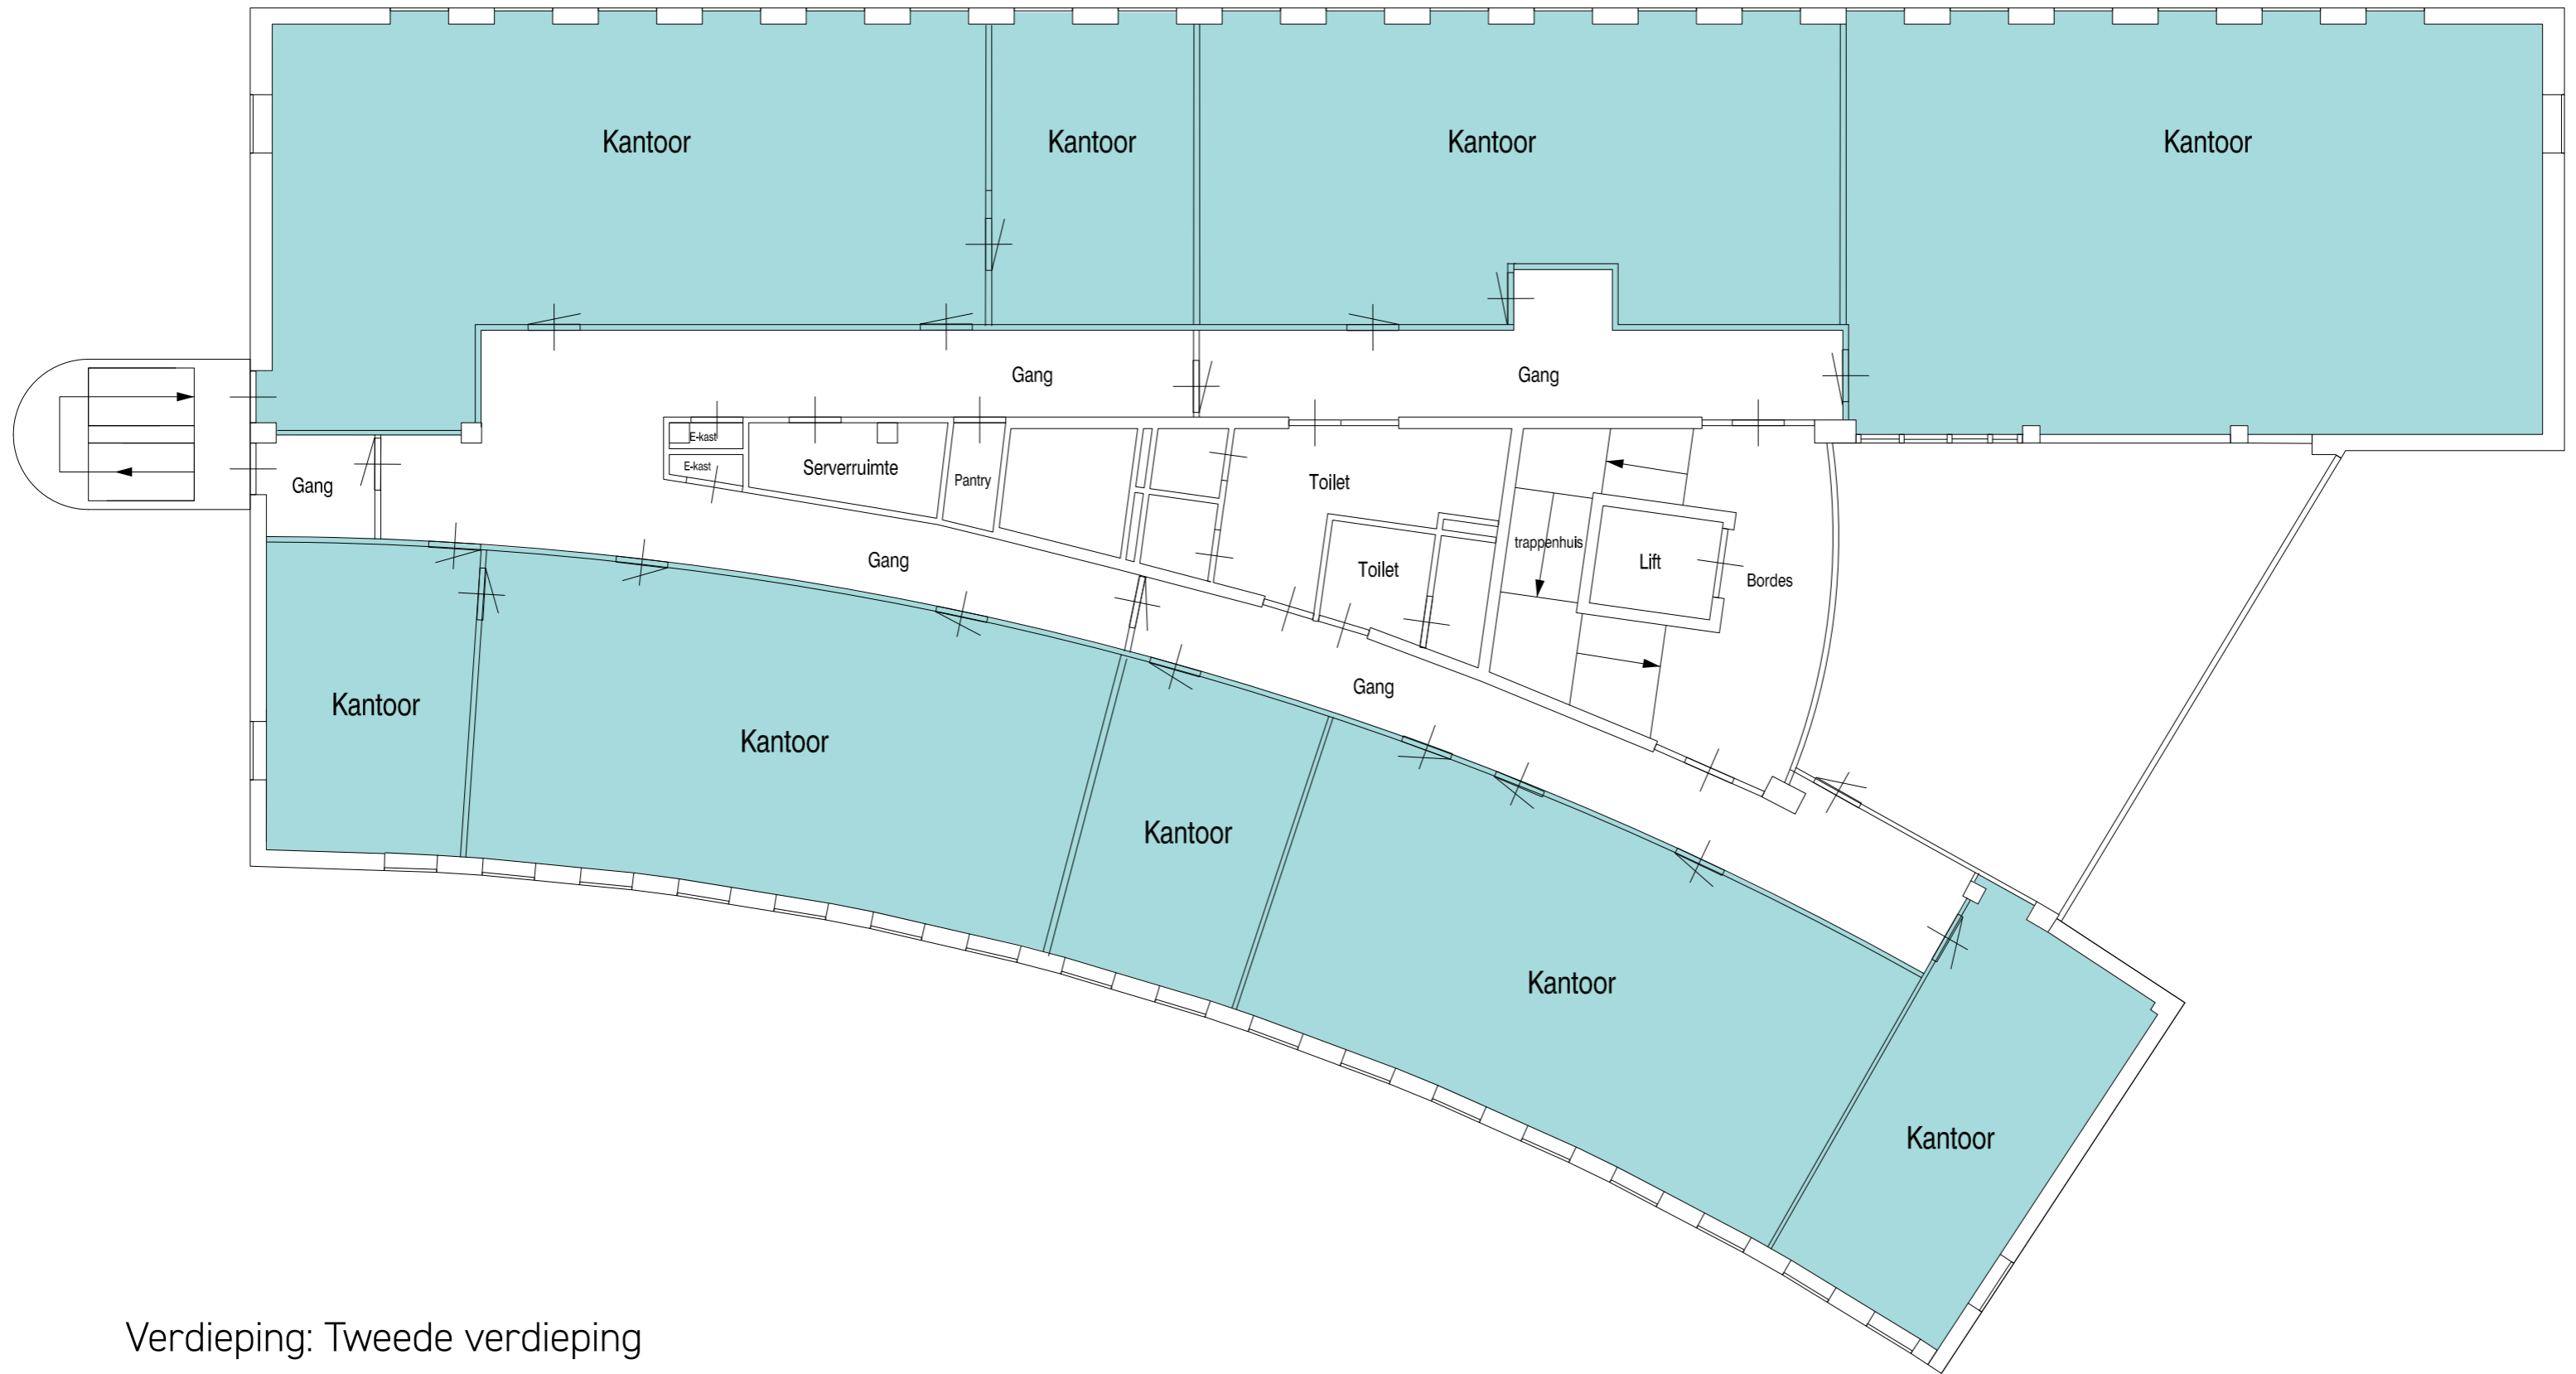 Kantoor
Kantoor
Kantoor
Kantoor
Gang
Gang
E-kast
E-kast
Serverruimte
Pantry
Toilet
Gang
Gang
trappenhuis
Lift
Toilet
Bordes
Gang
Kantoor
Kantoor
Kantoor
Kantoor
Kantoor
Verdieping: Tweede verdieping